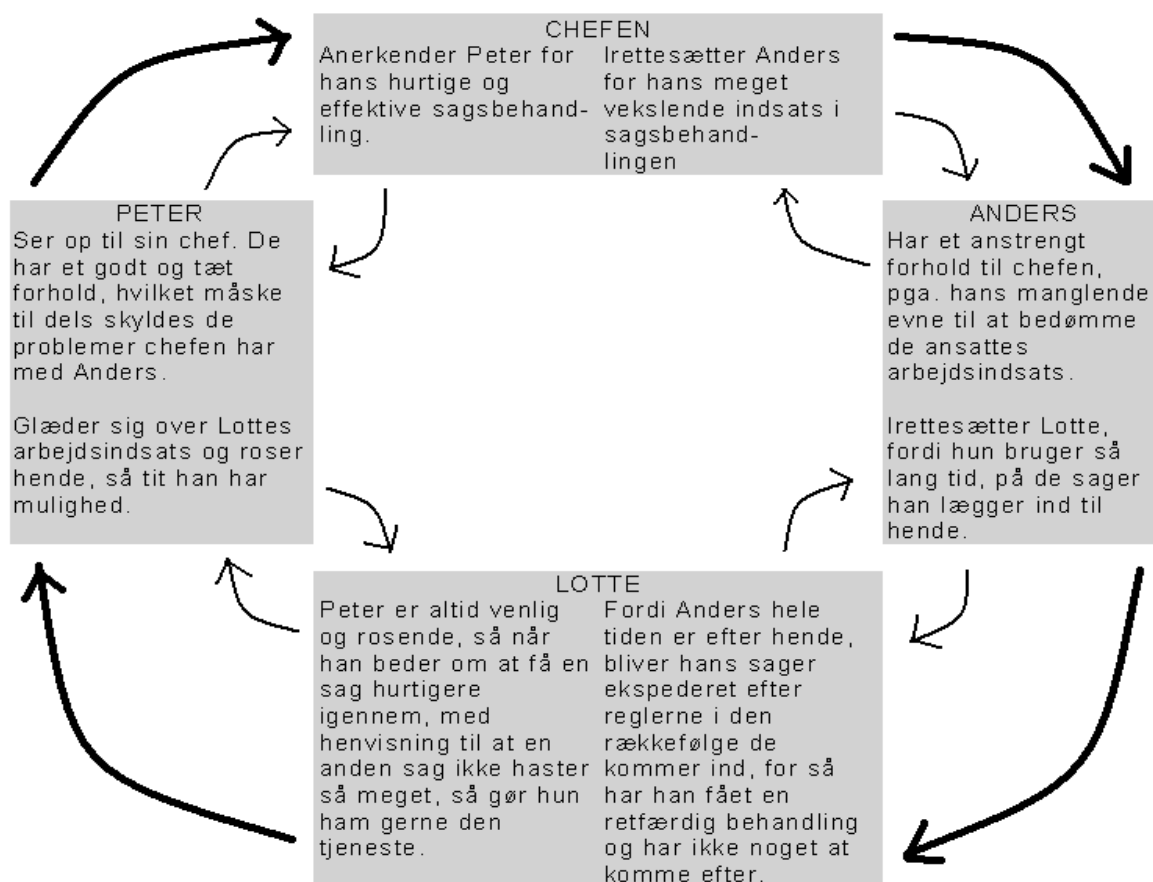 CHEFEN
Anerkender Peter for
hans hurtige og
effektive sagsbehand-
ling.
Irettesætter Anders
for hans meget
vekslende indsats i
sagsbehand-
lingen
PETER
Ser op til sin chef. De
har et godt og tæt
forhold, hvilket måske
til dels skyldes de
problemer chefen har
med Anders.
Glæder sig over Lottes
arbejdsindsats og roser
hende, så tit han har
mulighed.
ANDERS
Har et anstrengt
forhold til chefen,
pga. hans manglende
evne til at bedømme
de ansattes
arbejdsindsats.
Irettesætter Lotte,
fordi hun bruger så
lang tid, på de sager
han lægger ind til
hende.
LOTTE
Peter er altid venlig
og rosende, så når
han beder om at få en
sag hurtigere
igennem, med
henvisning til at en
anden sag ikke haster
så meget, så gør hun
ham gerne den
tjeneste.
Fordi Anders hele
tiden er efter hende,
bliver hans sager
ekspederet efter
reglerne i den
rækkefølge de
kommer ind, for så
har han fået en
retfærdig behandling
og har ikke noget at
komme efter.